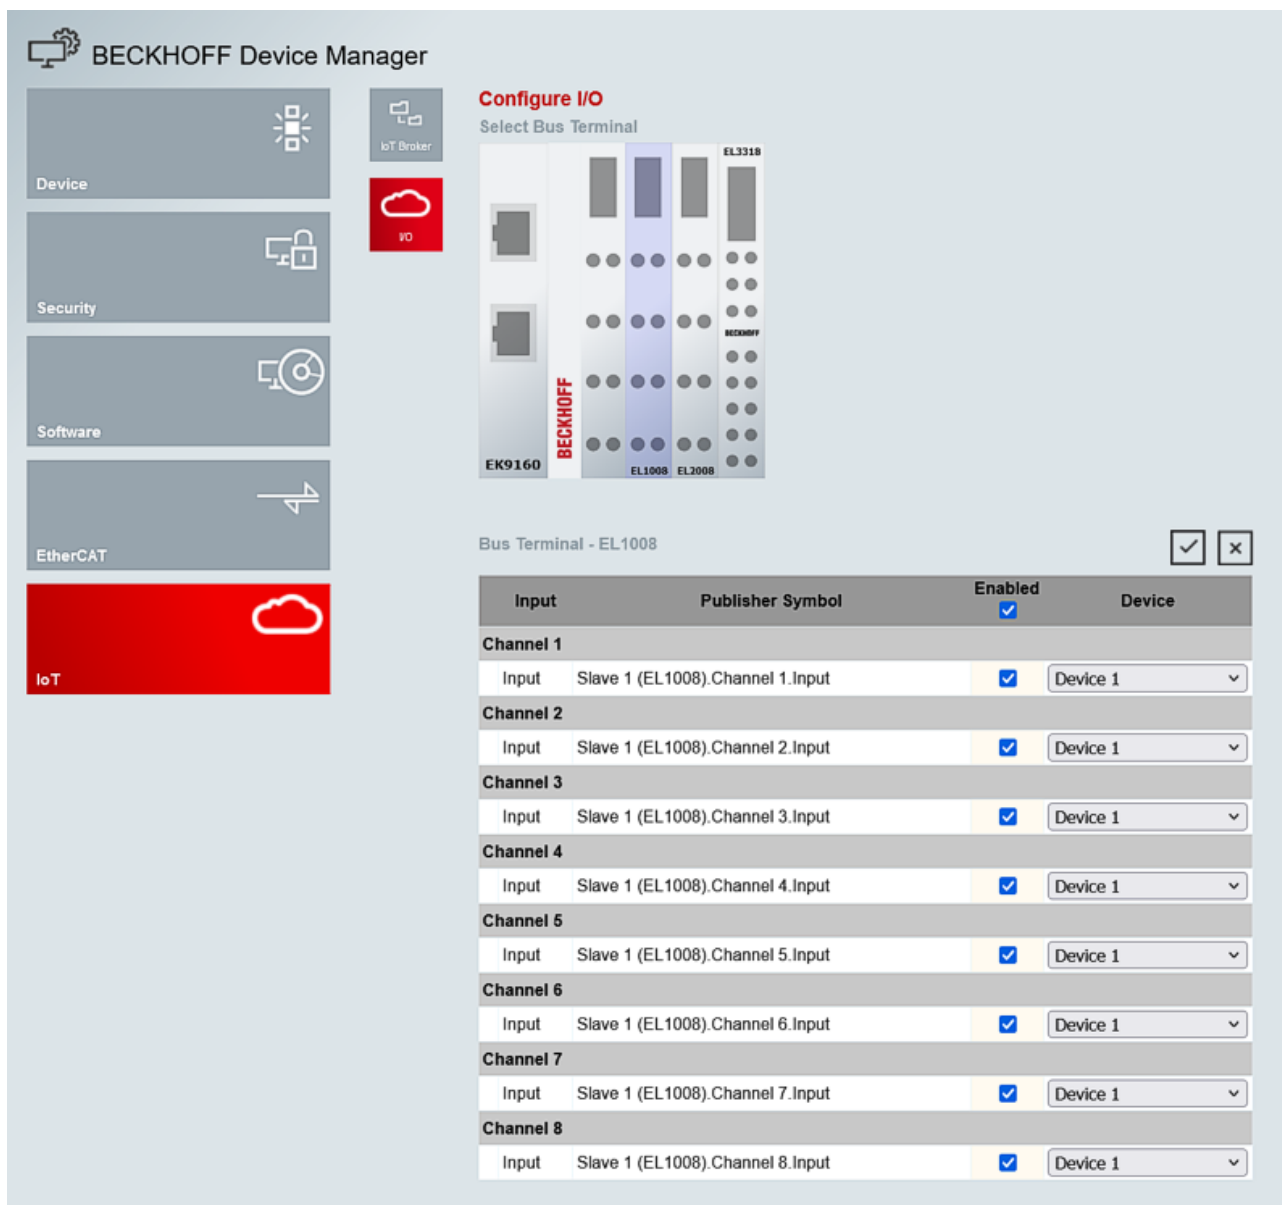 BECKHOFF Device Manager
Device
Security
Software
EtherCAT
IoT
IoT Broker
I/O
Configure I/O
Select Bus Terminal
EL3318
BECKHOFF
BECKHOFF
EK9160
EL1008
EL2008
Bus Terminal - EL1008
Input Publisher Symbol Enabled Device
Channel 1
Input Slave 1 (EL1008).Channel 1.Input Device 1
Channel 2
Input Slave 1 (EL1008).Channel 2.Input Device 1
Channel 3
Input Slave 1 (EL1008).Channel 3.Input Device 1
Channel 4
Input Slave 1 (EL1008).Channel 4.Input Device 1
Channel 5
Input Slave 1 (EL1008).Channel 5.Input Device 1
Channel 6
Input Slave 1 (EL1008).Channel 6.Input Device 1
Channel 7
Input Slave 1 (EL1008).Channel 7.Input Device 1
Channel 8
Input Slave 1 (EL1008).Channel 8.Input Device 1